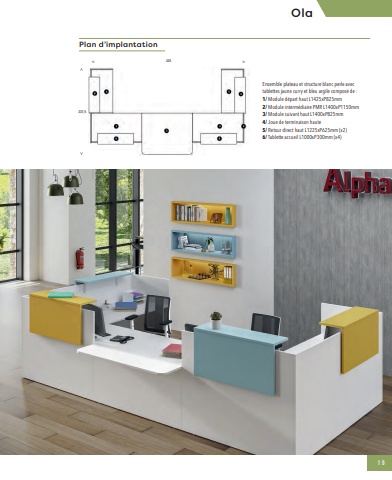 Ola
Plan d'implantation
Ensemble plateau et structure blanc perle avec
tablettes jaune curry et bleu argile composé de :
1/ Module départ haut L1425xP825mm
2/ Module intermédiaire PMR L1400xP1150mm
3/ Module suivant haut L1400xP825mm
4/ Joue de terminaison haute
5/ Retour direct haut L1225xP625mm (x2)
6/ Tablette accueil L1000xP300mm (x4)
Alpha